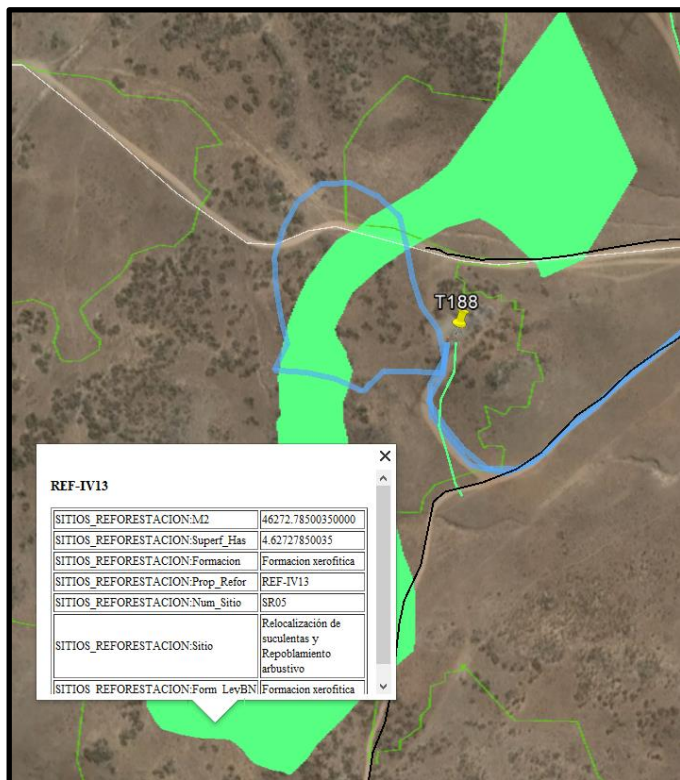 T188
REF-IV13
SITIOS_REFORESTACION:M2 46272.78500350000
SITIOS_REFORESTACION:Superf_Has 4.62727850035
SITIOS_REFORESTACION:Formacion Formacion xerofitica
SITIOS_REFORESTACION:Prop_Refor REF-IV13
SITIOS_REFORESTACION:Num_Sitio SR05
SITIOS_REFORESTACION:Sitio Relocalización de
suculentas y
Repoblamiento
arbustivo
SITIOS_REFORESTACION:Form_LeyBN Formacion xerofitica